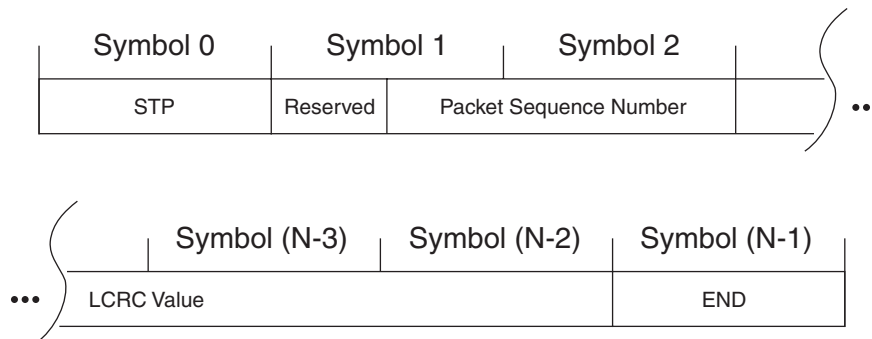 Symbol 0 Symbol 1 Symbol 2
STP Reserved Packet Sequence Number
Symbol (N-3) Symbol (N-2) Symbol (N-1)
LCRC Value END